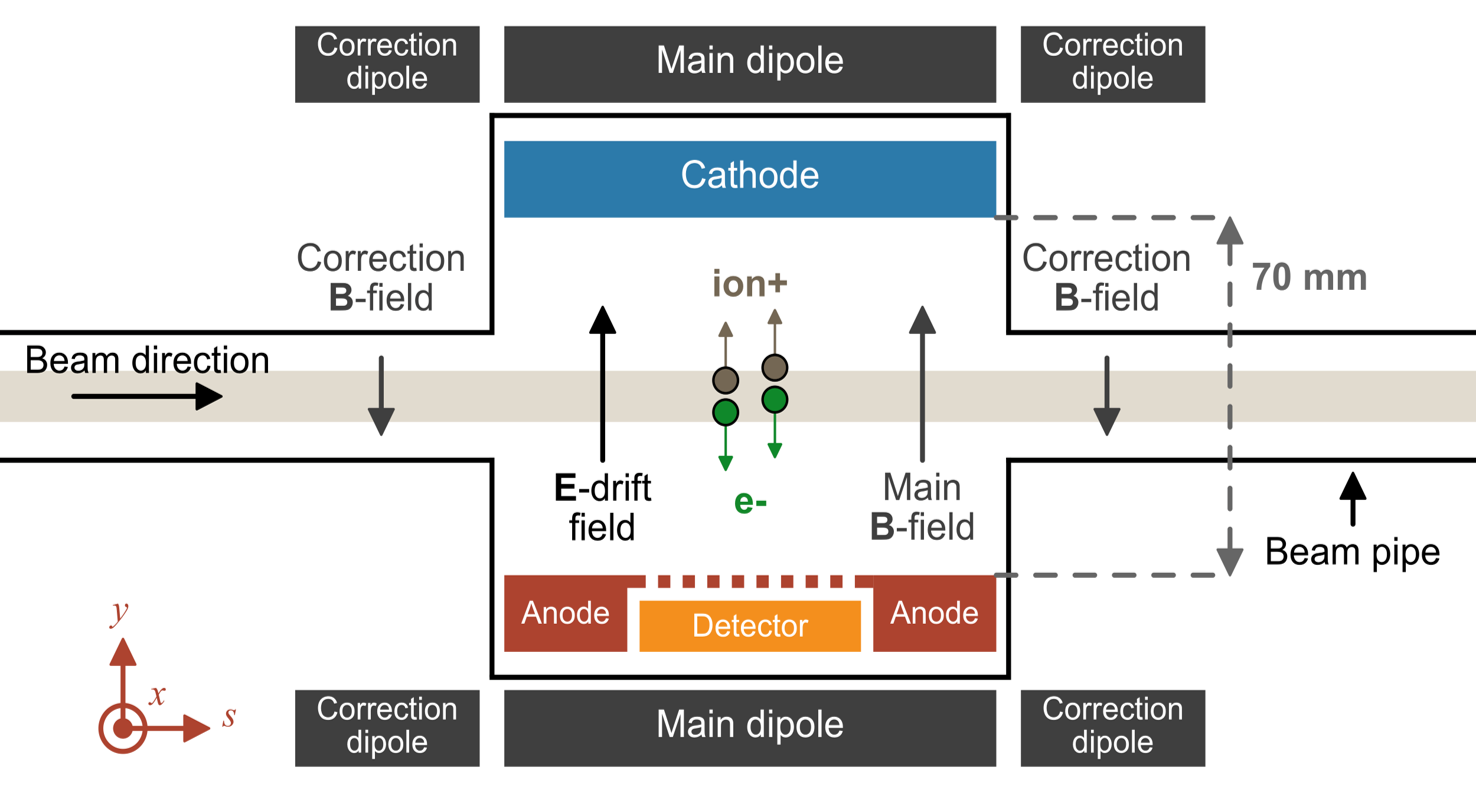 Correction
dipole
Main dipole
Correction
dipole
Cathode
Correction
B-field
ion+
Correction
B-field
70 mm
Beam direction
E-drift
field
e-
Main
B-field
Beam pipe
Anode
Detector
Anode
y
x
s
Correction
dipole
Main dipole
Correction
dipole